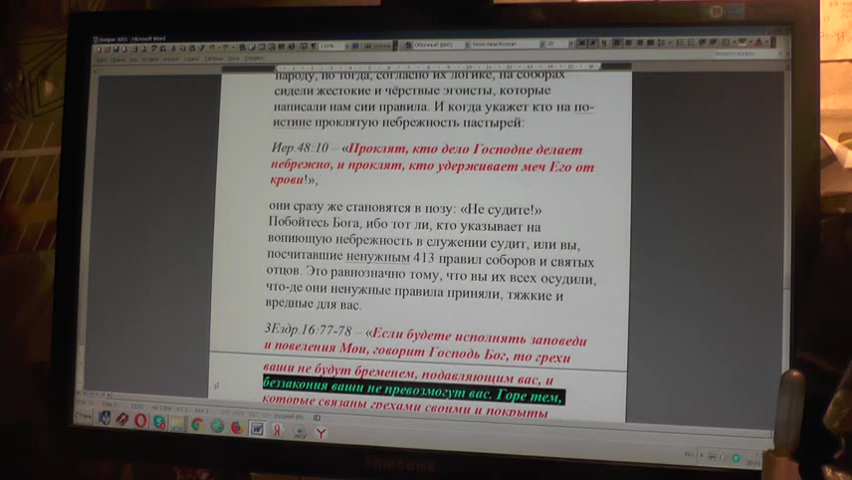 Microsoft Word
народу, но тогда, согласно их логике, на соборах
сидели жестокие и чёрствые эгоисты, которые
написали нам сии правила. И когда укажет кто на по-
истине проклятую небрежность пастырей:
Иер.48:10 – «Проклят, кто дело Господне делает
небрежно, и проклят, кто удерживает меч Его от
крови!»,
они сразу же становятся в позу: «Не судите!»
Побойтесь Бога, ибо тот ли, кто указывает на
вопиющую небрежность в служении судит, или вы,
посчитавшие ненужным 413 правил соборов и святых
отцов. Это равнозначно тому, что вы их всех осудили,
что-де они ненужные правила приняли, тяжкие и
вредные для вас.
3Ездр.16:77-78 – «Если будете исполнять заповеди
и повеления Мои, говорит Господь Бог, то грехи
ваши не будут бременем, подавляющим вас, и
беззакония ваши не превозмогут вас. Горе тем,
которые связаны грехами своими и покрыты
SAMSUNG